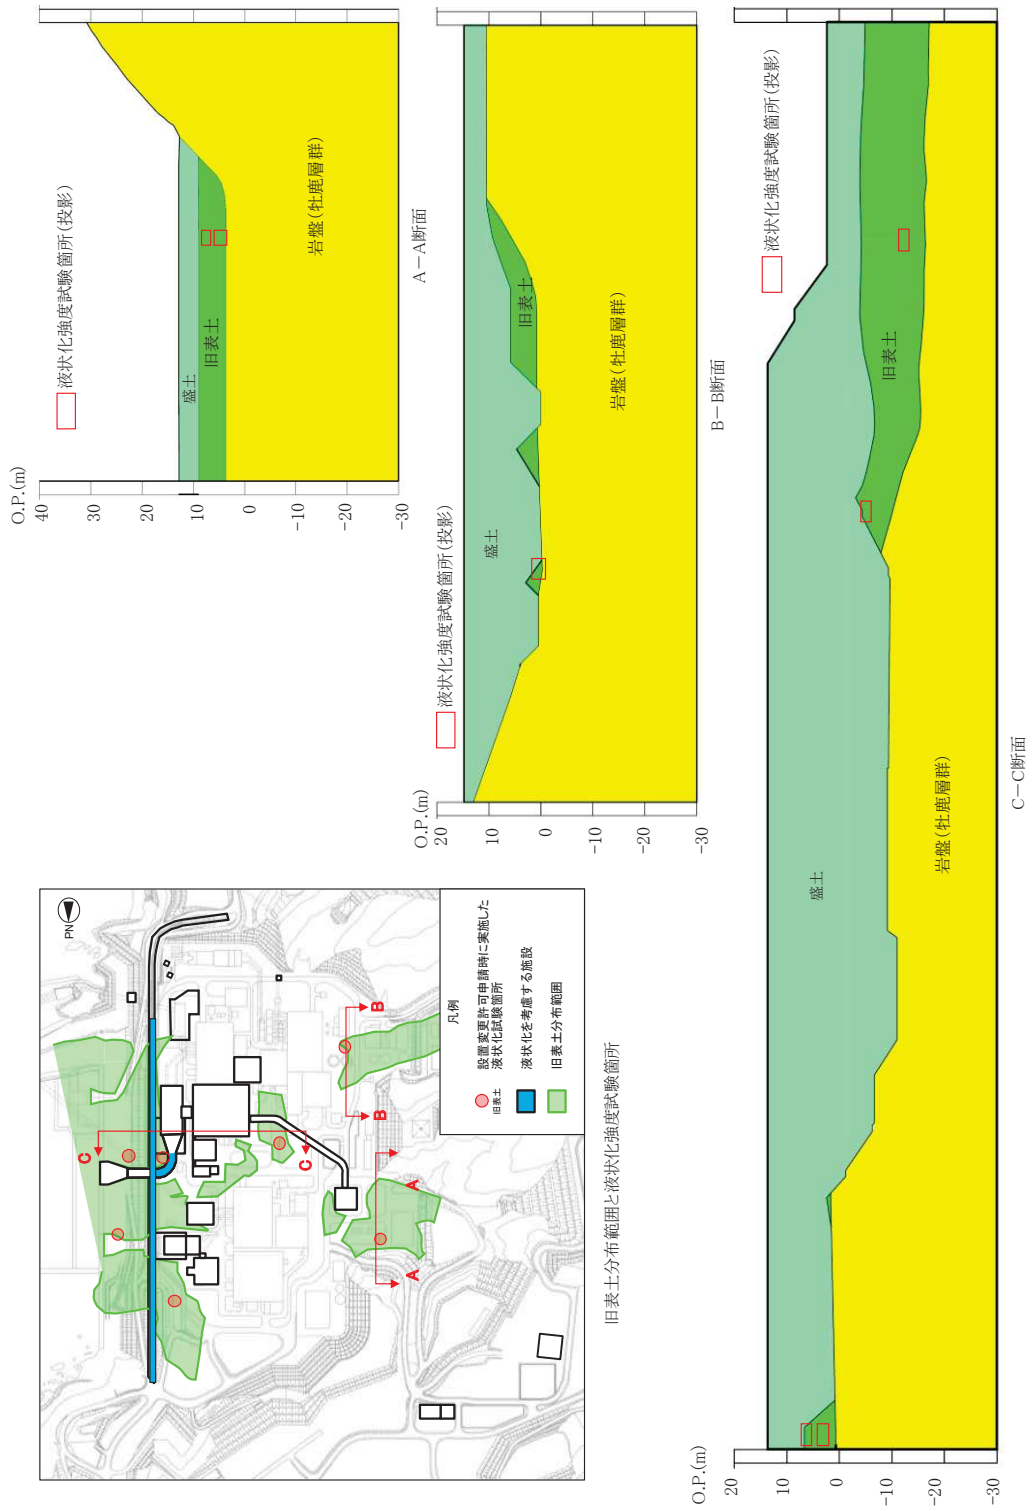 O.P.(m)
40
30
20
10
0
-10
-20
-30
液状化強度試験箇所(投影)
盛土
旧表土
岩盤(牡鹿層群)
A－A断面
O.P.(m)
20
10
0
-10
-20
-30
液状化強度試験箇所(投影)
盛土
旧表土
岩盤(牡鹿層群)
B－B断面
PN
C
C
B
B
A
A
凡例
旧表土
設置変更許可申請時に実施した
液状化試験箇所
液状化を考慮する施設
旧表土分布範囲
旧表土分布範囲と液状化強度試験箇所
O.P.(m)
20
10
0
-10
-20
-30
液状化強度試験箇所(投影)
盛土
旧表土
岩盤(牡鹿層群)
C－C断面